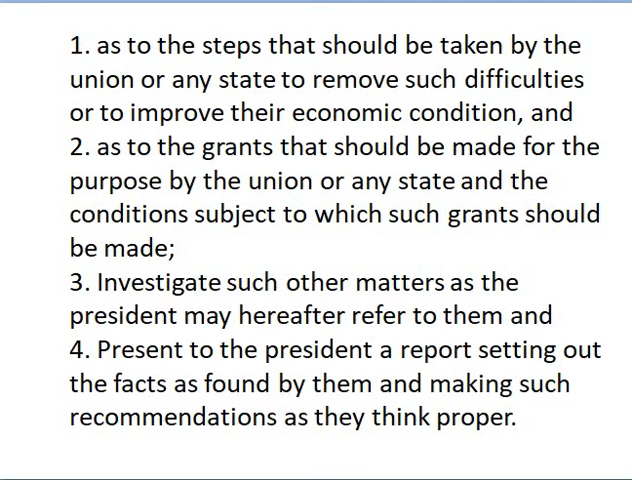 1. as to the steps that should be taken by the
union or any state to remove such difficulties
or to improve their economic condition, and
2. as to the grants that should be made for the
purpose by the union or any state and the
conditions subject to which such grants should
be made;
3. Investigate such other matters as the
president may hereafter refer to them and
4. Present to the president a report setting out
the facts as found by them and making such
recommendations as they think proper.